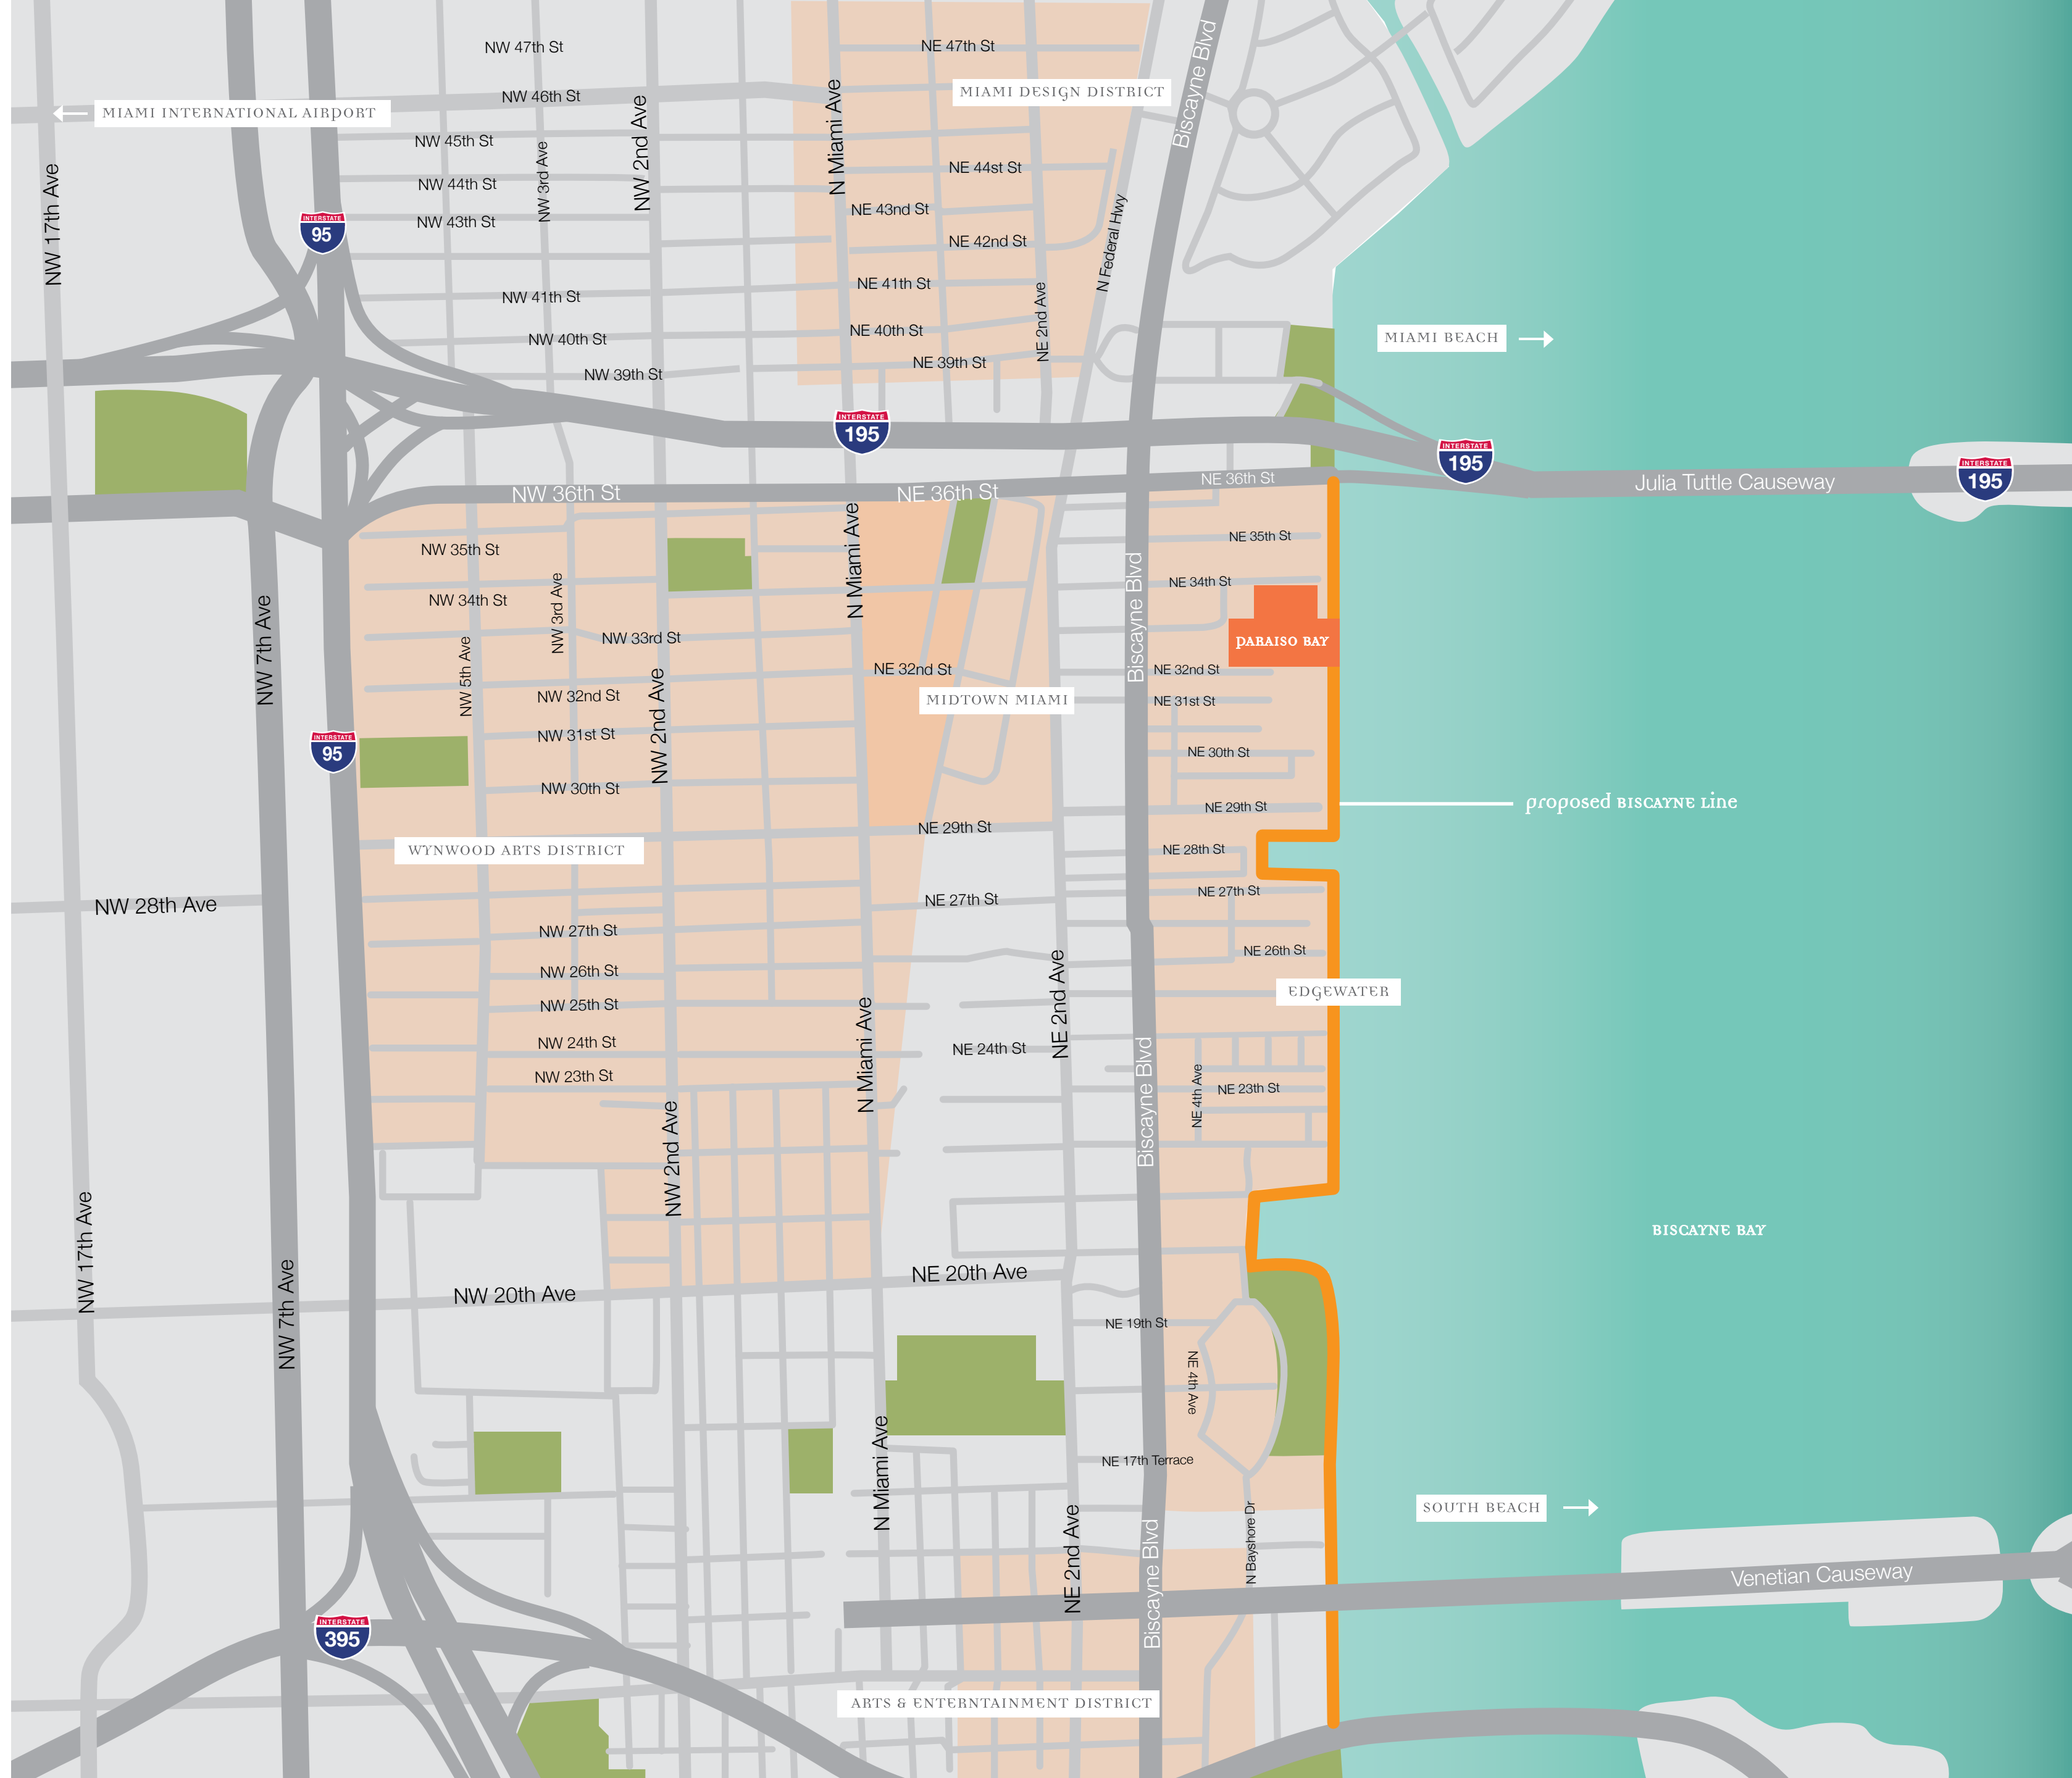 NW 47th St
NE 47th St
Biscayne Blvd
MIAMI DESIGN DISTRICT
NW 46th St
MIAMI INTERNATIONAL AIRPORT
NW 17th Ave
NW 3rd Ave
NW 2nd Ave
N Miami Ave
NW 45th St
NE 44st St
NW 44th St
NE 43nd St
NW 43rd St
INTERSTATE
95
NE 42nd St
N Federal Hwy
NE 41th St
NW 41th St
NE 2nd Ave
NE 40th St
NW 40th St
MIAMI BEACH
NE 39th St
NW 39th St
INTERSTATE
195
INTERSTATE
195
INTERSTATE
195
Julia Tuttle Causeway
NW 36th St
NE 36th St
NE 36th St
NW 35th St
NE 35th St
N Miami Ave
Biscayne Blvd
NW 7th Ave
NW 3rd Ave
NE 34th St
NW 34th St
NW 5th Ave
NW 33rd St
PARAISO BAY
NE 32nd St
NE 32nd St
NW 32nd St
NW 2nd Ave
MIDTOWN MIAMI
NE 31st St
NW 31st St
INTERSTATE
95
NE 30th St
NW 30th St
NE 29th St
proposed BISCAYNE Line
NE 29th St
WYNWOOD ARTS DISTRICT
NE 28th St
NE 27th St
NE 27th St
NW 28th Ave
NW 27th St
NE 26th St
NW 26th St
EDGEWATER
NE 2nd Ave
N Miami Ave
NW 25th St
NW 24th St
NE 24th St
Biscayne Blvd
NE 4th Ave
NW 23th St
NE 23th St
NW 2nd Ave
NW 17th Ave
BISCAYNE BAY
NW 7th Ave
NE 20th Ave
NW 20th Ave
NE 19th St
NE 4th Ave
NE 17th Terrace
N Miami Ave
NE 2nd Ave
Biscayne Blvd
N Bayshore Dr
SOUTH BEACH
Venetian Causeway
INTERSTATE
395
ARTS & ENTERNTAINMENT DISTRICT